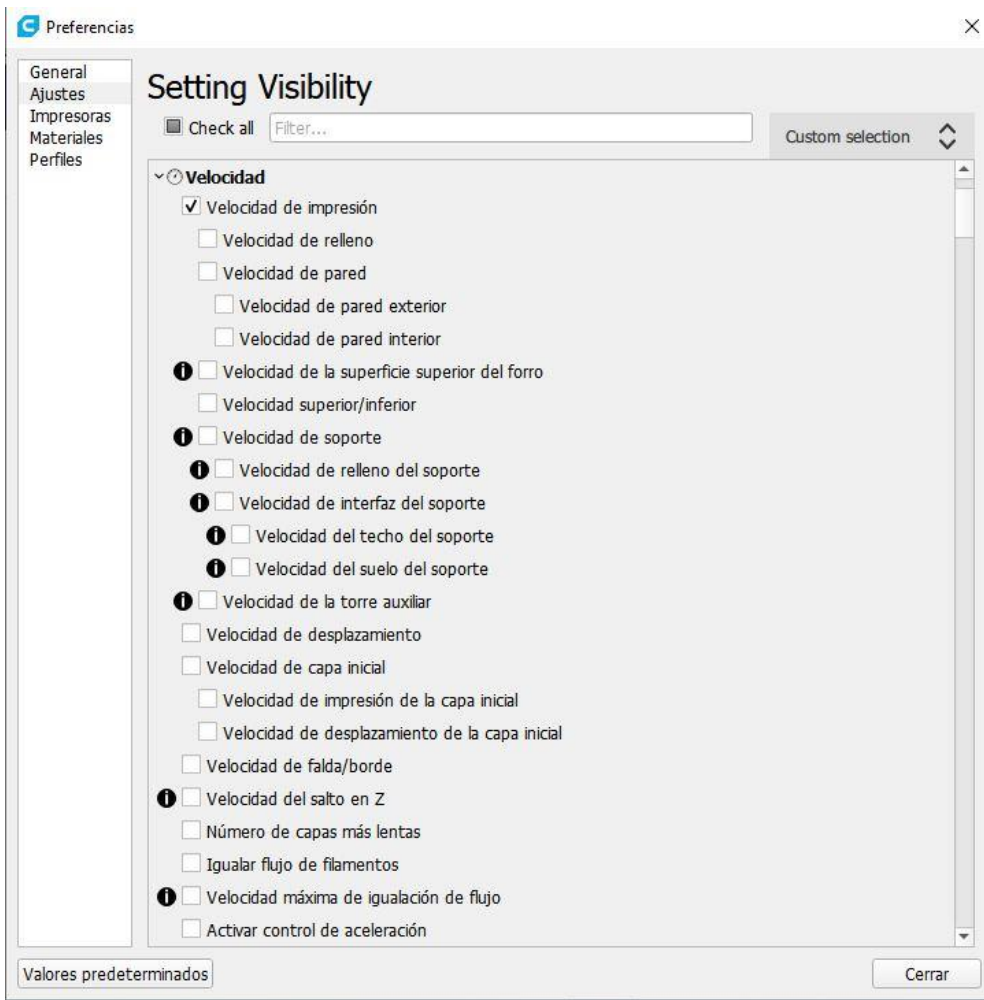 Preferencias
General
Ajustes
Impresoras
Materiales
Perfiles
Setting Visibility
Check all
Filter...
Custom selection
Velocidad
Velocidad de impresión
Velocidad de relleno
Velocidad de pared
Velocidad de pared exterior
Velocidad de pared interior
Velocidad de la superficie superior del forro
Velocidad superior/inferior
Velocidad de soporte
Velocidad de relleno del soporte
Velocidad de interfaz del soporte
Velocidad del techo del soporte
Velocidad del suelo del soporte
Velocidad de la torre auxiliar
Velocidad de desplazamiento
Velocidad de capa inicial
Velocidad de impresión de la capa inicial
Velocidad de desplazamiento de la capa inicial
Velocidad de falda/borde
Velocidad del salto en Z
Número de capas más lentas
Igualar flujo de filamentos
Velocidad máxima de igualación de flujo
Activar control de aceleración
Valores predeterminados
Cerrar